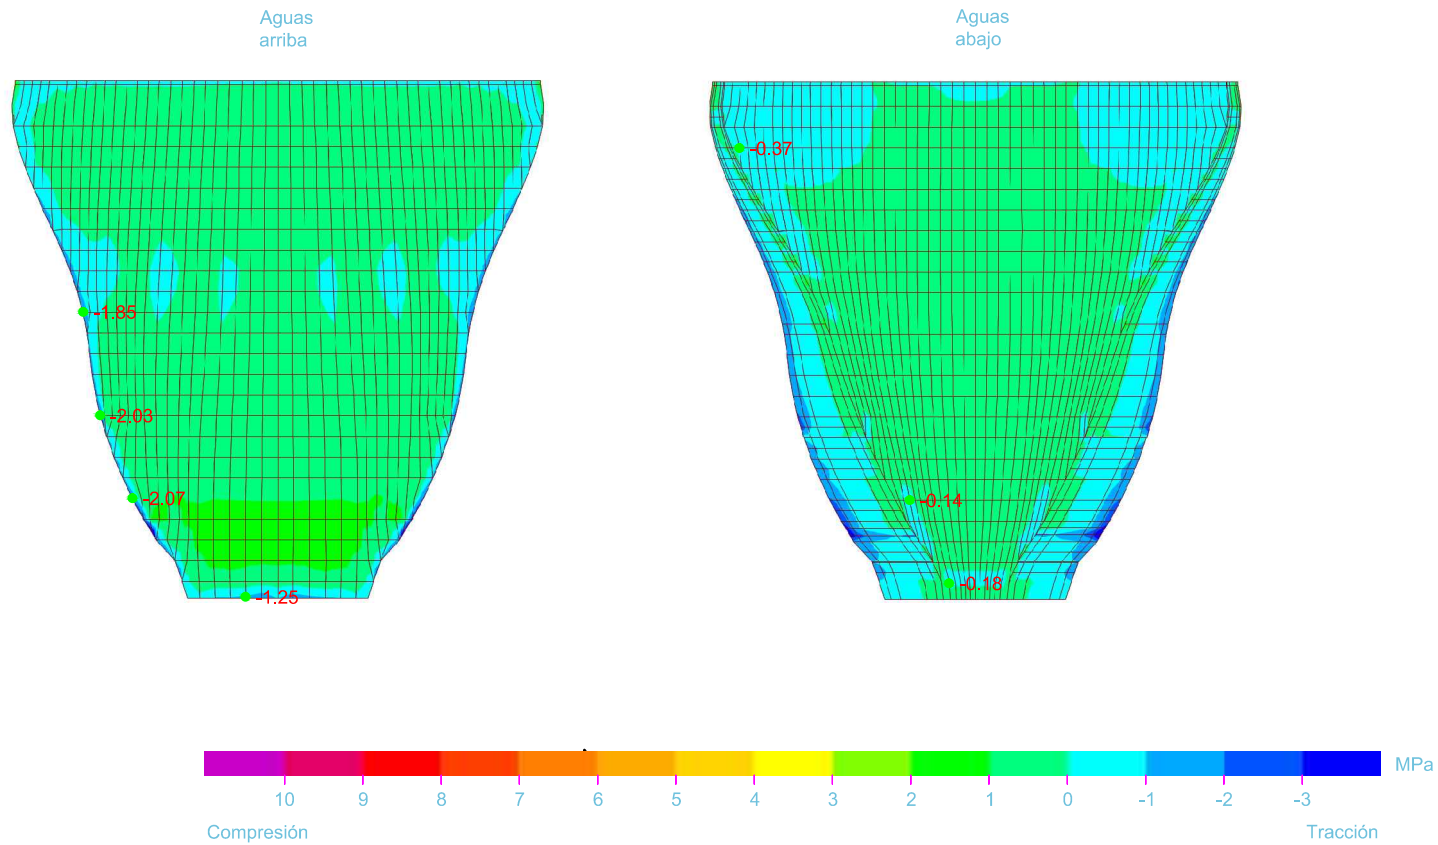 Aguas
arriba
Aguas
abajo
-0.37
-1.85
-2.03
-2.07
-0.14
-1.25
-0.18
MPa
10 9 8 7 6 5 4 3 2 1 0 -1 -2 -3
Compresión
Tracción